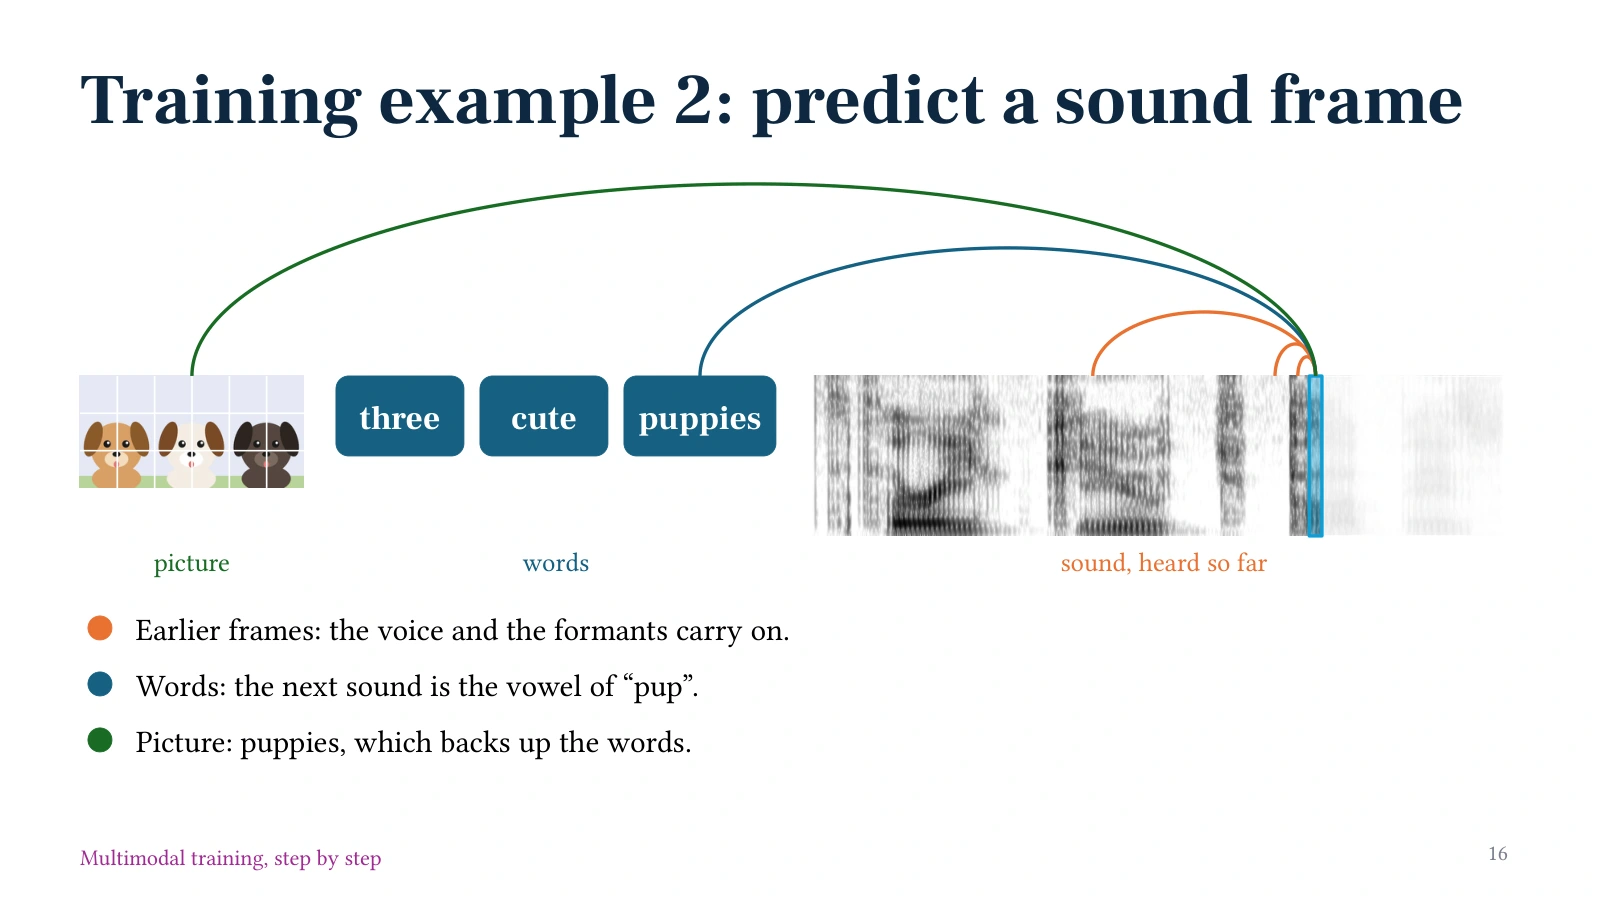 Training example 2: predict a sound frame
three
cute
puppies
picture
words
sound, heard so far
Earlier frames: the voice and the formants carry on.
Words: the next sound is the vowel of “pup”.
Picture: puppies, which backs up the words.
Multimodal training, step by step
16